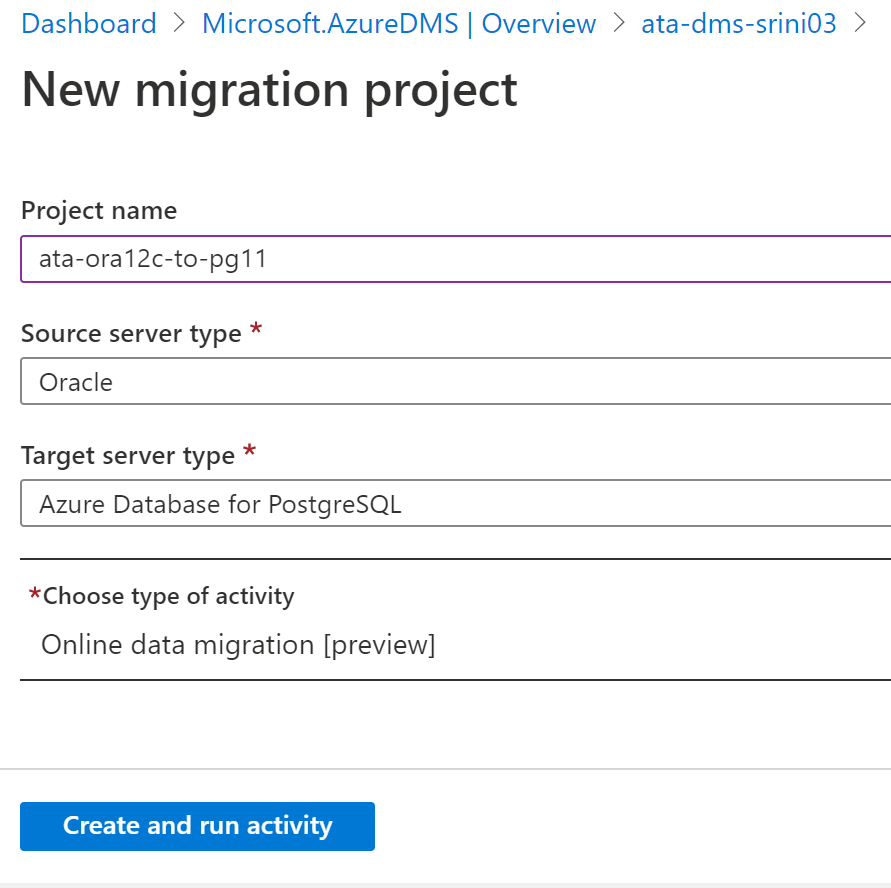 Dashboard > Microsoft.AzureDMS | Overview > ata-dms-srini03 >
New migration project
Project name
ata-ora12c-to-pg11
Source server type *
Oracle
Target server type *
Azure Database for PostgreSQL
*Choose type of activity
Online data migration [preview]
Create and run activity